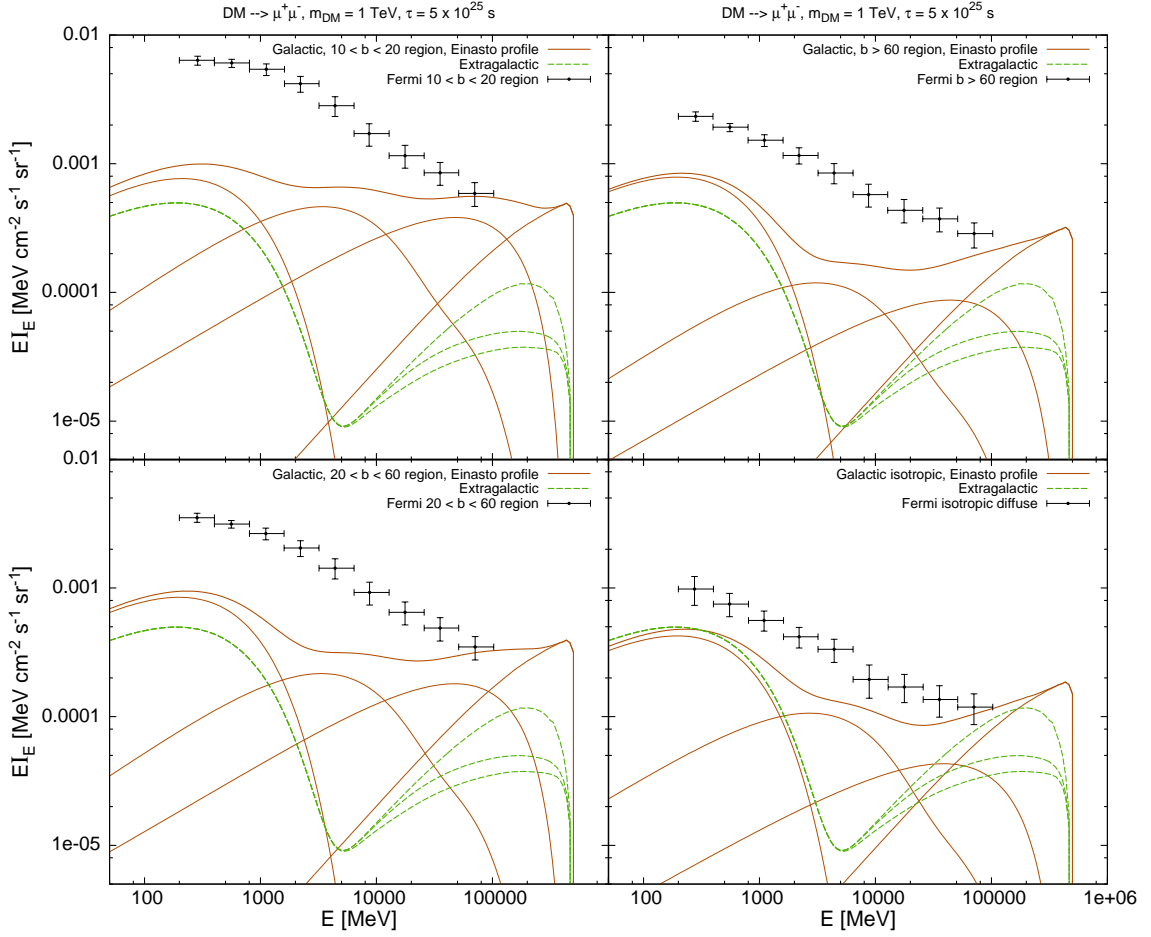 DM --> μ⁺μ⁻, m_DM = 1 TeV, τ = 5 x 10²⁵ s
DM --> μ⁺μ⁻, m_DM = 1 TeV, τ = 5 x 10²⁵ s
0.01
Galactic, 10 < b < 20 region, Einasto profile
Extragalactic
Fermi 10 < b < 20 region
Galactic, b > 60 region, Einasto profile
Extragalactic
Fermi b > 60 region
0.001
0.0001
1e-05
EI_E [MeV cm⁻² s⁻¹ sr⁻¹]
0.01
Galactic, 20 < b < 60 region, Einasto profile
Extragalactic
Fermi 20 < b < 60 region
Galactic isotropic, Einasto profile
Extragalactic
Fermi isotropic diffuse
0.001
0.0001
1e-05
EI_E [MeV cm⁻² s⁻¹ sr⁻¹]
100 1000 10000 100000
100 1000 10000 100000 1e+06
E [MeV]
E [MeV]